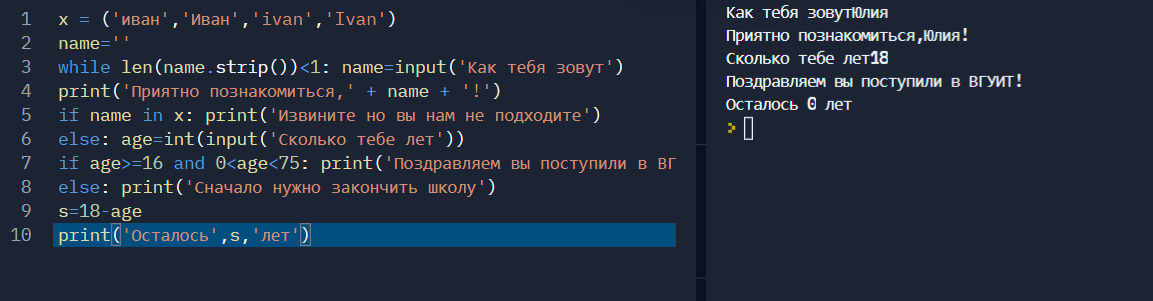 1 x = ('иван','Иван','ivan','Ivan')
2 name=''
3 while len(name.strip())<1: name=input('Как тебя зовут')
4 print('Приятно познакомиться,' + name + '!')
5 if name in x: print('Извините но вы нам не подходите')
6 else: age=int(input('Сколько тебе лет'))
7 if age>=16 and 0<age<75: print('Поздравляем вы поступили в ВГ
8 else: print('Сначало нужно закончить школу')
9 s=18-age
10 print('Осталось',s,'лет')
Как тебя зовутЮлия
Приятно познакомиться,Юлия!
Сколько тебе лет18
Поздравляем вы поступили в ВГУИТ!
Осталось 0 лет
>